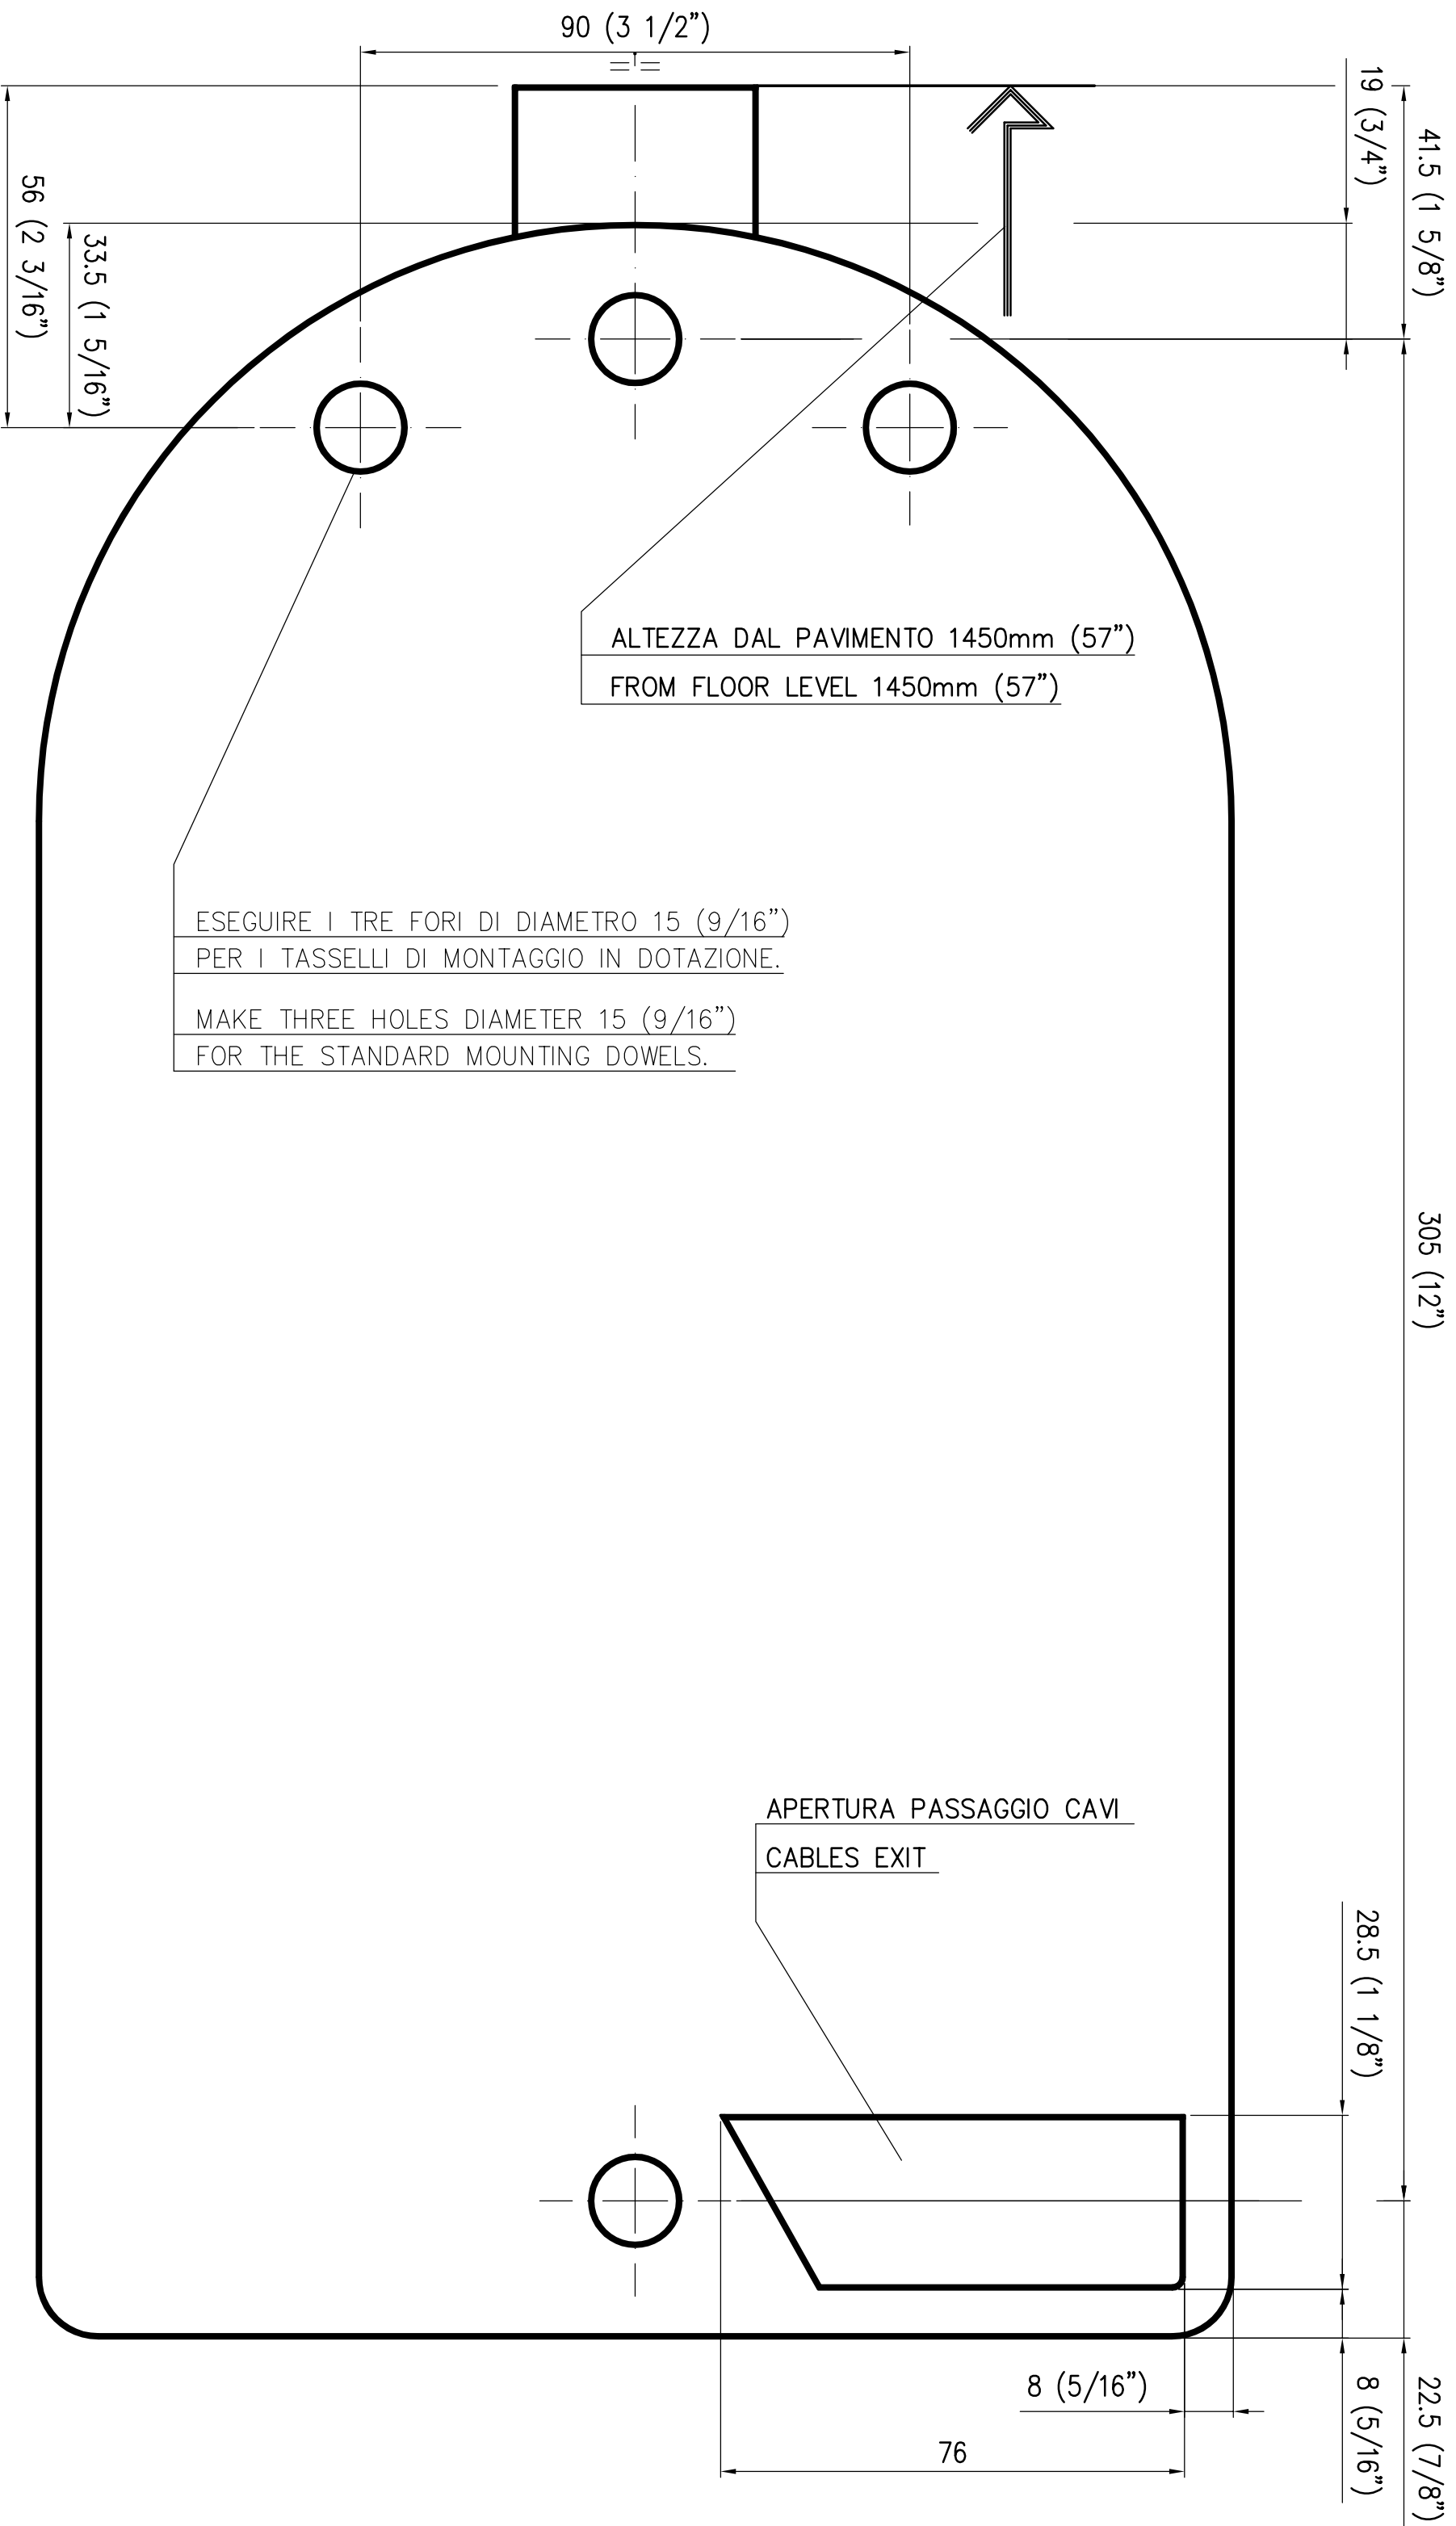 90 (3 1/2”)
19 (3/4”)
41.5 (1 5/8”)
56 (2 3/16”)
33.5 (1 5/16”)
ALTEZZA DAL PAVIMENTO 1450mm (57”)
FROM FLOOR LEVEL 1450mm (57”)
ESEGUIRE I TRE FORI DI DIAMETRO 15 (9/16”)
PER I TASSELLI DI MONTAGGIO IN DOTAZIONE.
MAKE THREE HOLES DIAMETER 15 (9/16”)
FOR THE STANDARD MOUNTING DOWELS.
305 (12”)
APERTURA PASSAGGIO CAVI
CABLES EXIT
28.5 (1 1/8”)
8 (5/16”)
8 (5/16”)
22.5 (7/8”)
76